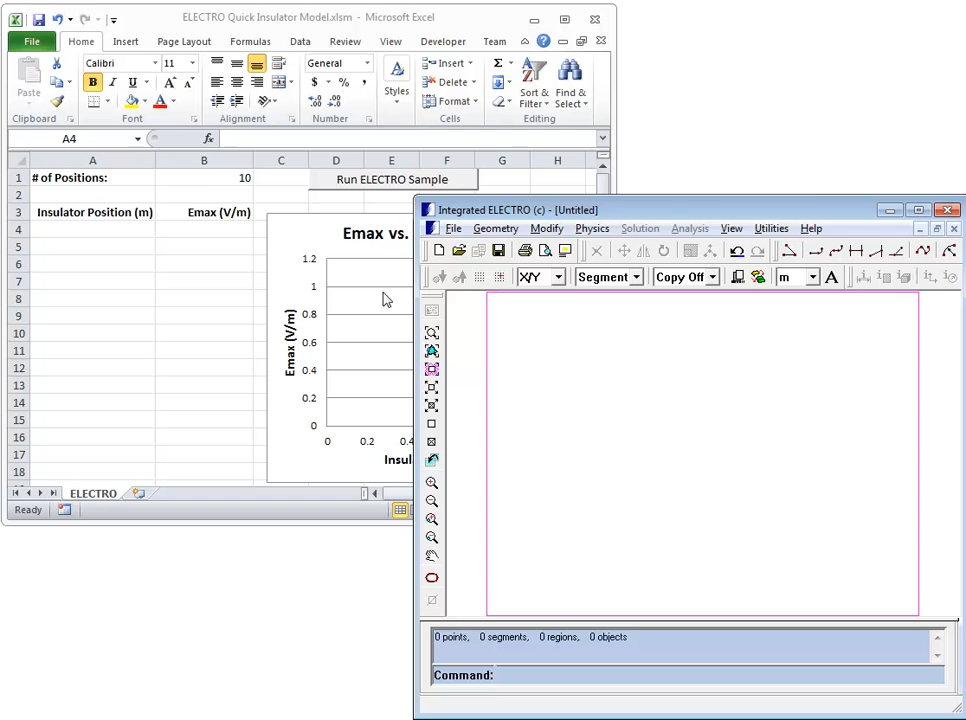 ELECTRO Quick Insulator Model.xlsm - Microsoft Excel
File Home Insert Page Layout Formulas Data Review View Developer Team
Paste
Calibri 11
B I U
A A
General
$ % ,
Styles
Insert
Delete
Format
Σ
Sort & Filter
Find & Select
Clipboard Font Alignment Number Cells Editing
A4 fx
A B C D E F G H
1 # of Positions: 10 Run ELECTRO Sample
2
3 Insulator Position (m) Emax (V/m)
4
5
6
7
8
9
10
11
12
13
14
15
16
17
18
Emax vs.
1.2
1
0.8
0.6
0.4
0.2
0
Emax (V/m)
0 0.2 0.4
Insul
ELECTRO
Ready
Integrated ELECTRO (c) - [Untitled]
File Geometry Modify Physics Solution Analysis View Utilities Help
X/Y Segment Copy Off m A
0 points, 0 segments, 0 regions, 0 objects
Command: